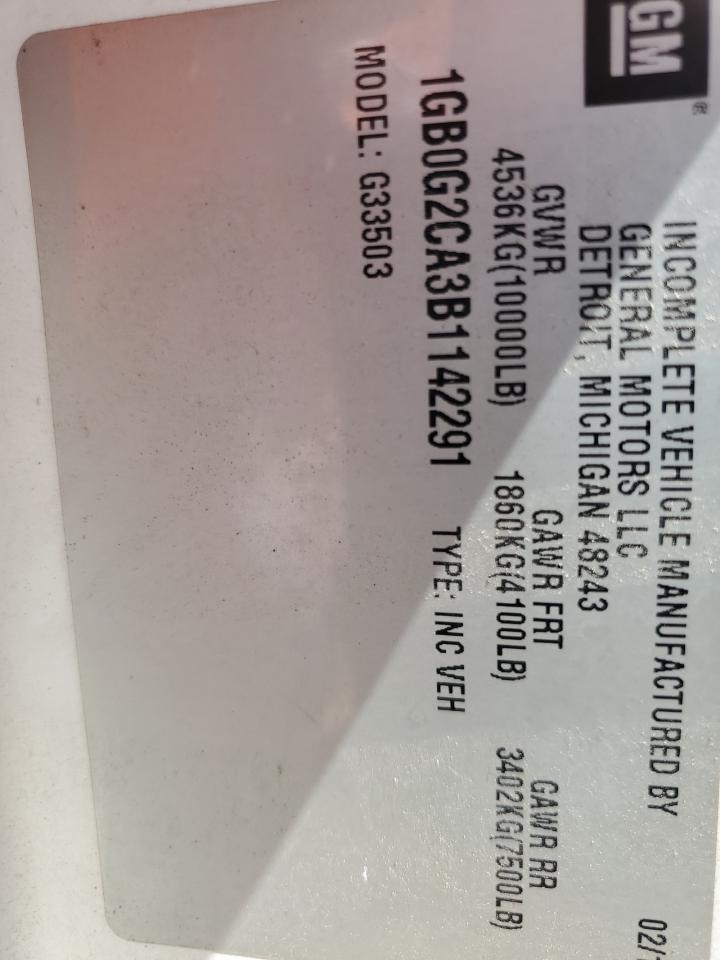 GM
INCOMPLETE VEHICLE MANUFACTURED BY
GENERAL MOTORS LLC
DETROIT, MICHIGAN 48243
02/
GVWR GAWR FRT GAWR RR
4536KG(10000LB) 1860KG(4100LB) 3402KG(7500LB)
1GB0G2CA3B1142291 TYPE: INC VEH
MODEL: G33503